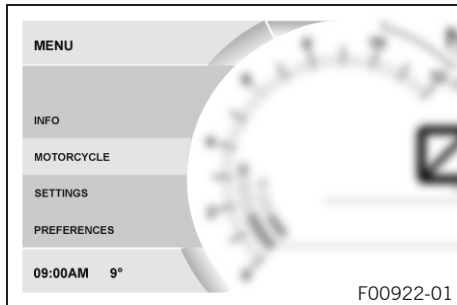 MENU
INFO
MOTORCYCLE
SETTINGS
PREFERENCES
09:00AM 9°
F00922-01